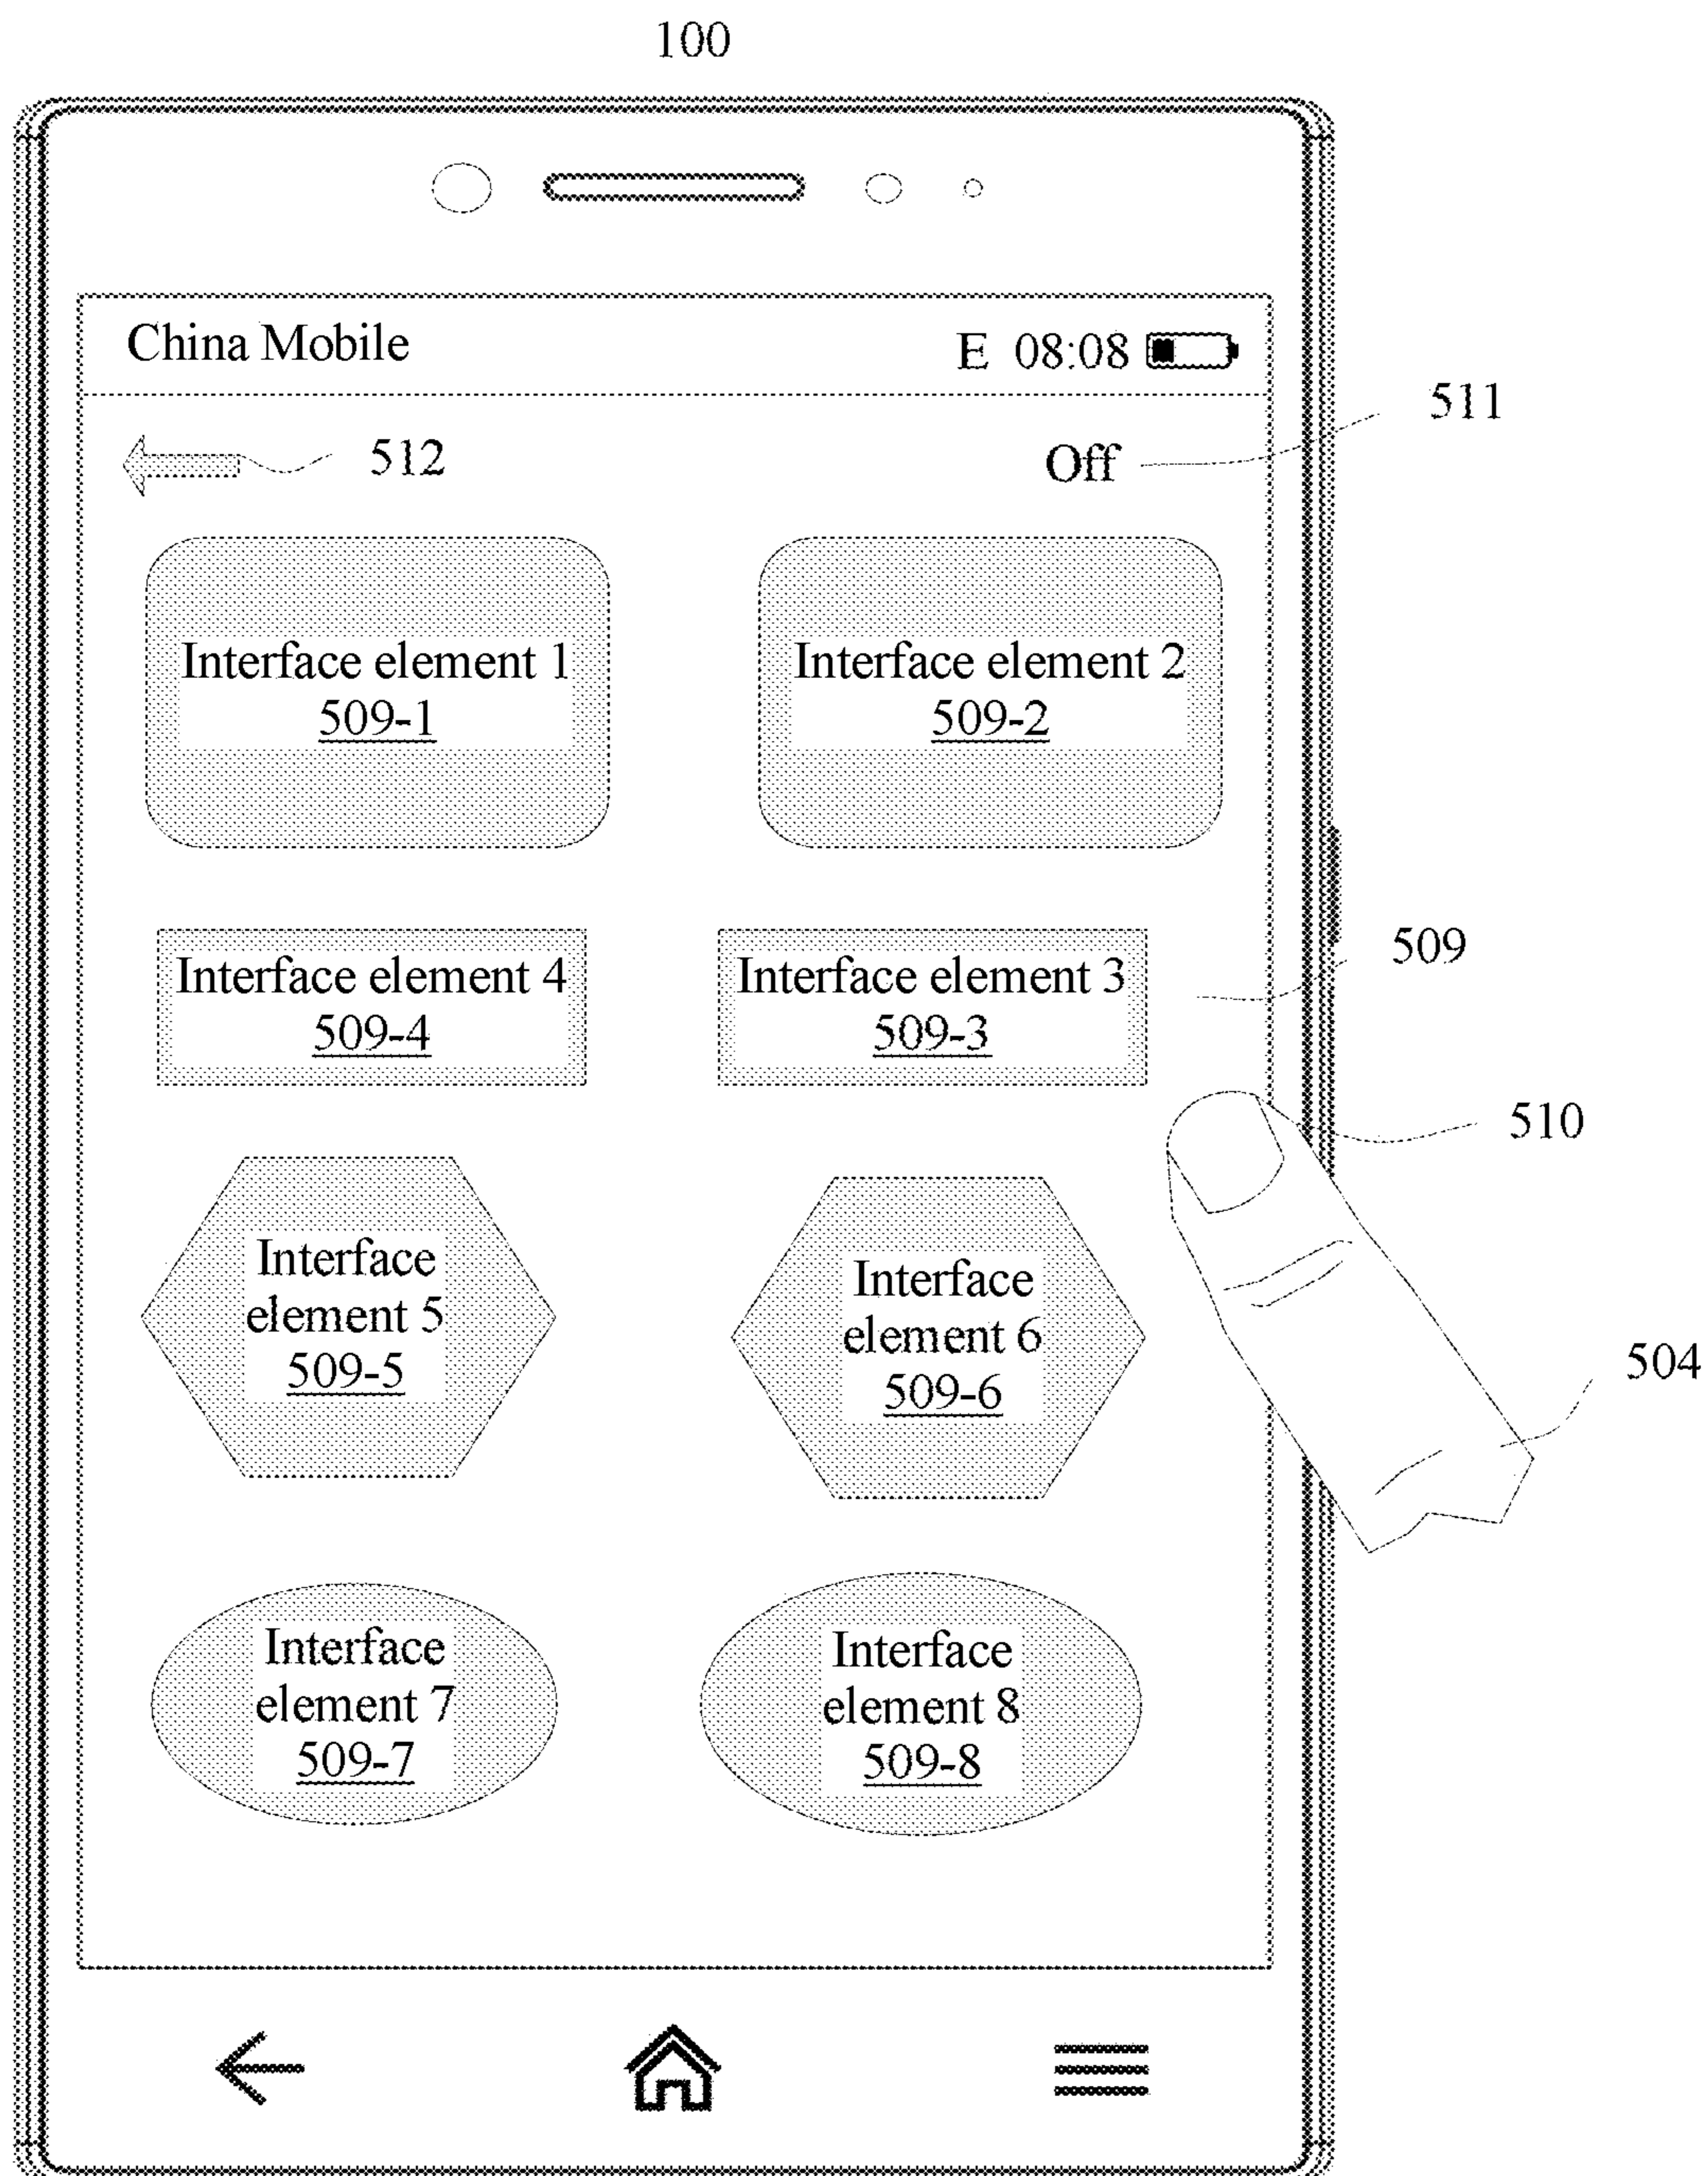 100
China Mobile
E 08:08
511
512
Off
Interface element 1
509-1
Interface element 2
509-2
509
Interface element 4
509-4
Interface element 3
509-3
510
Interface
element 5
509-5
Interface
element 6
509-6
504
Interface
element 7
509-7
Interface
element 8
509-8